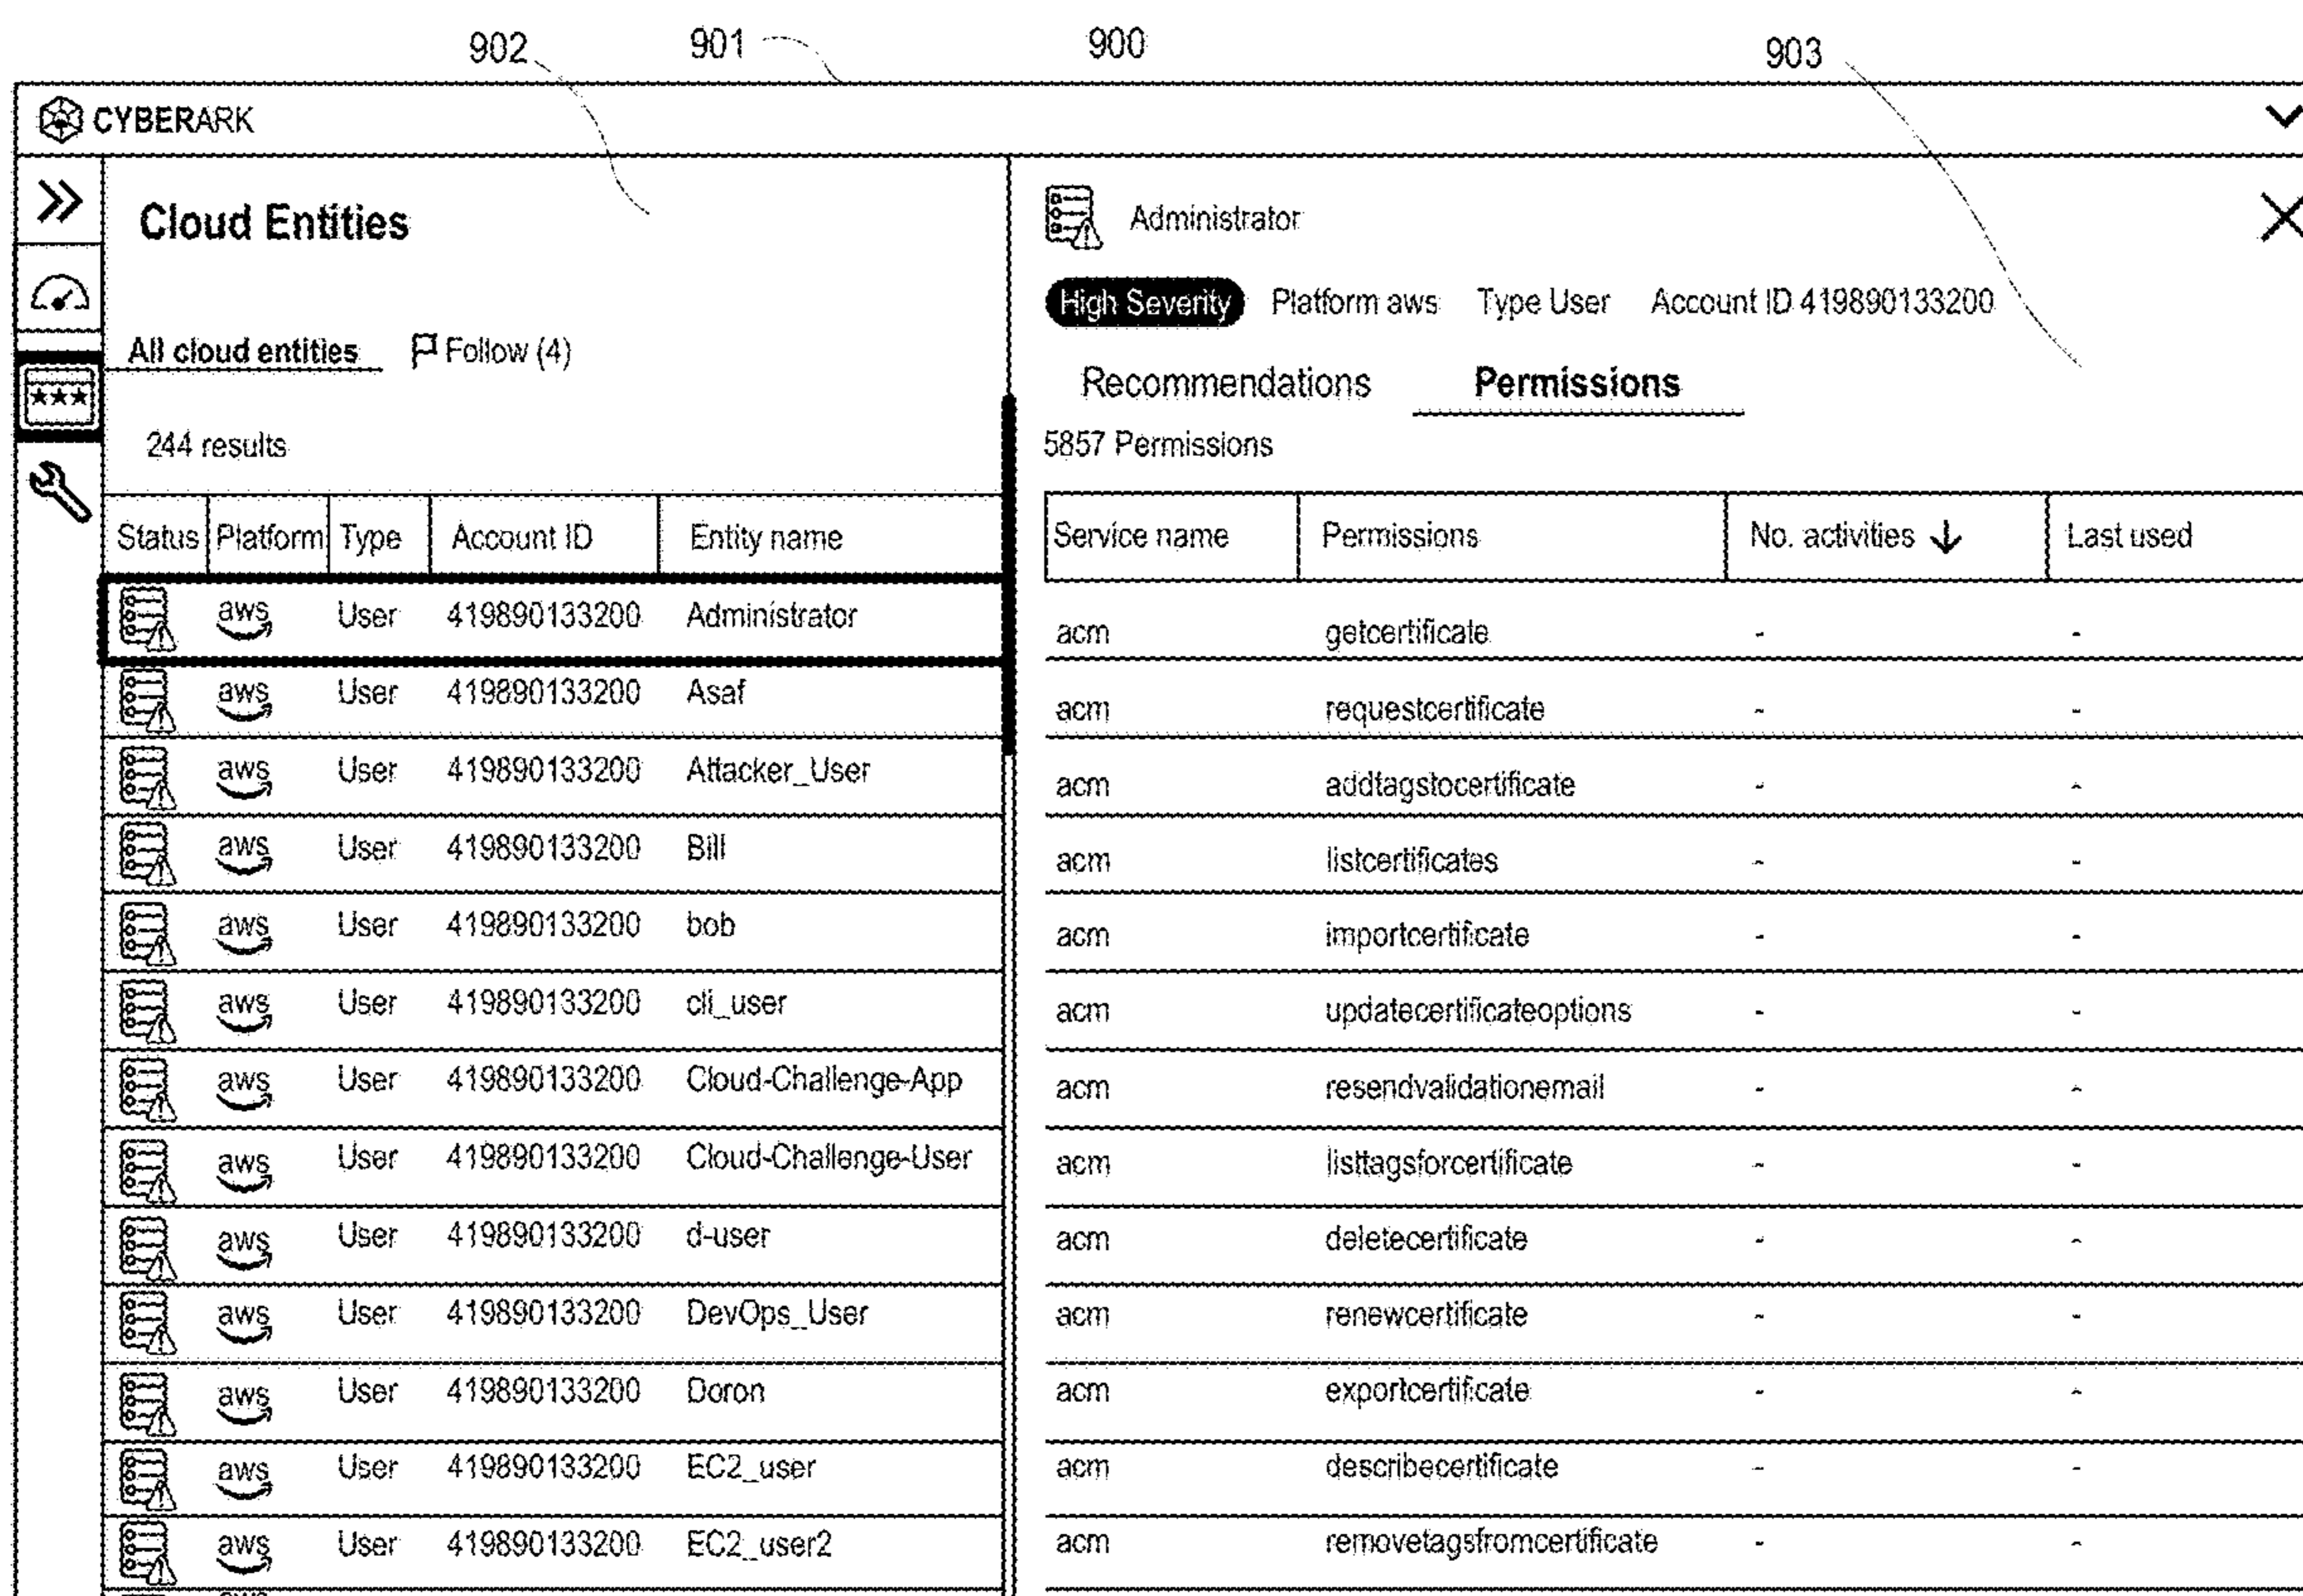 902 901 900 903
CYBERARK
Cloud Entities
All cloud entities Follow (4)
244 results
Status Platform Type Account ID Entity name
aws User 419890133200 Administrator
aws User 419890133200 Asaf
aws User 419890133200 Attacker_User
aws User 419890133200 Bill
aws User 419890133200 bob
aws User 419890133200 cli_user
aws User 419890133200 Cloud-Challenge-App
aws User 419890133200 Cloud-Challenge-User
aws User 419890133200 d-user
aws User 419890133200 DevOps_User
aws User 419890133200 Doron
aws User 419890133200 EC2_user
aws User 419890133200 EC2_user2
Administrator
High Severity Platform aws Type User Account ID 419890133200
Recommendations Permissions
5857 Permissions
Service name Permissions No. activities Last used
acm getcertificate - -
acm requestcertificate - -
acm addtagstocertificate - -
acm listcertificates - -
acm importcertificate - -
acm updatecertificateoptions - -
acm resendvalidationemail - -
acm listtagsforcertificate - -
acm deletecertificate - -
acm renewcertificate - -
acm exportcertificate - -
acm describecertificate - -
acm removetagsfromcertificate - -